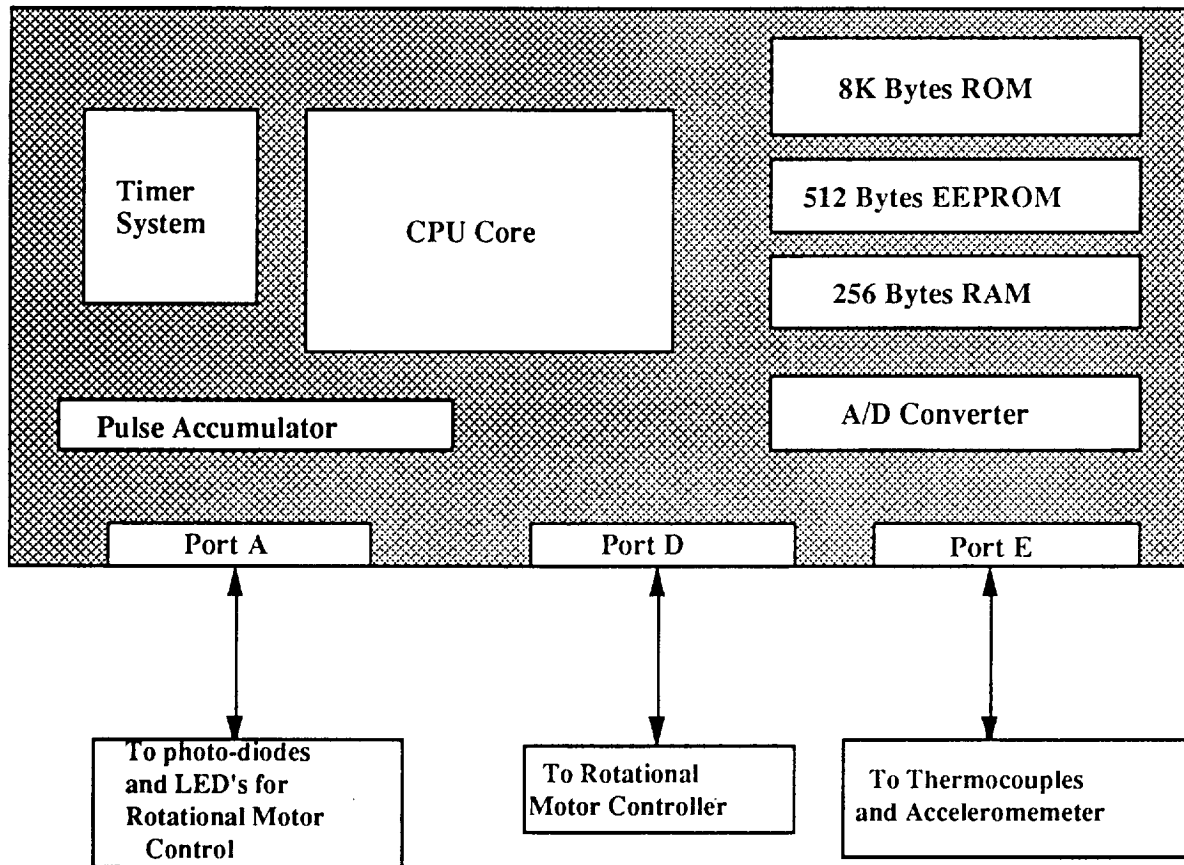 8K Bytes ROM
Timer
System
CPU Core
512 Bytes EEPROM
256 Bytes RAM
Pulse Accumulator
A/D Converter
Port A
Port D
Port E
To photo-diodes
and LED's for
Rotational Motor
Control
To Rotational
Motor Controller
To Thermocouples
and Acceleromemeter